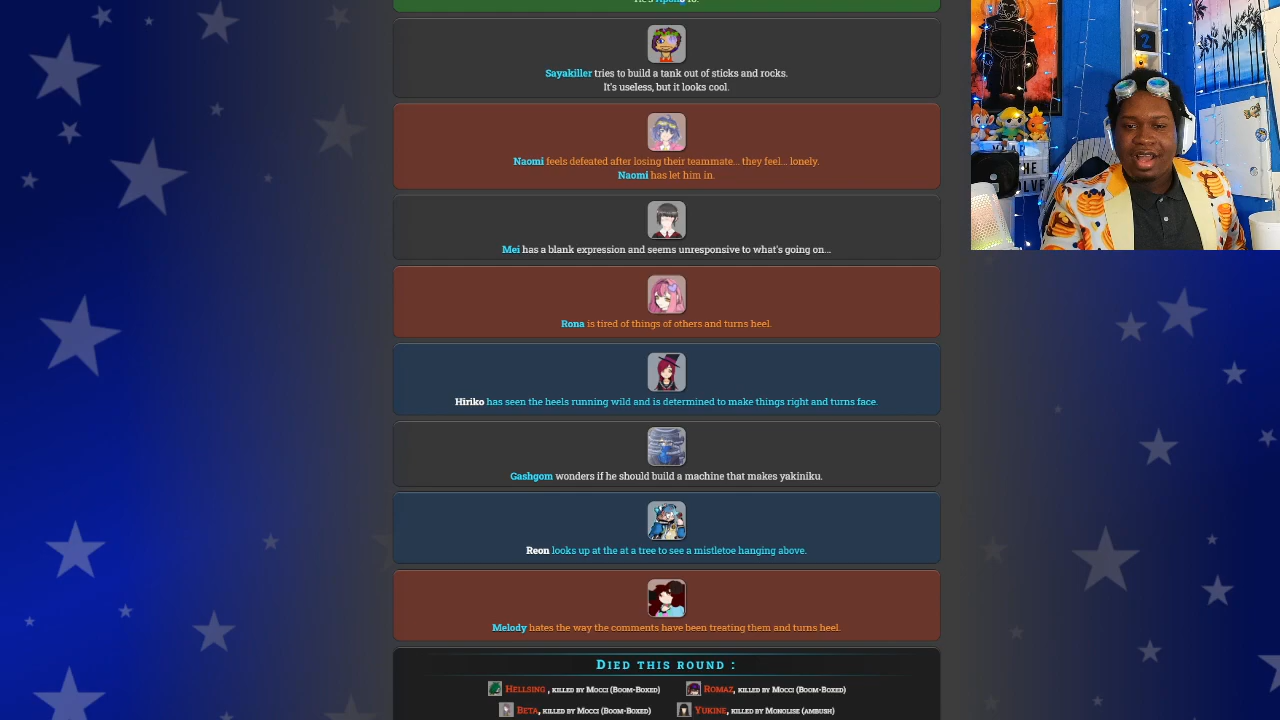 He's Apollo 18.
Sayakiller tries to build a tank out of sticks and rocks.
It's useless, but it looks cool.
Naomi feels defeated after losing their teammate... they feel... lonely.
Naomi has let him in.
Mei has a blank expression and seems unresponsive to what's going on...
Rona is tired of things of others and turns heel.
Hiriko has seen the heels running wild and is determined to make things right and turns face.
Gashgom wonders if he should build a machine that makes yakiniku.
Reon looks up at the at a tree to see a mistletoe hanging above.
Melody hates the way the comments have been treating them and turns heel.
Died this round :
Hellsing , killed by Mocci (Boom-Boxed)
Romaz, killed by Mocci (Boom-Boxed)
Beta, killed by Mocci (Boom-Boxed)
Yukine, killed by Monolise (ambush)
2
THE